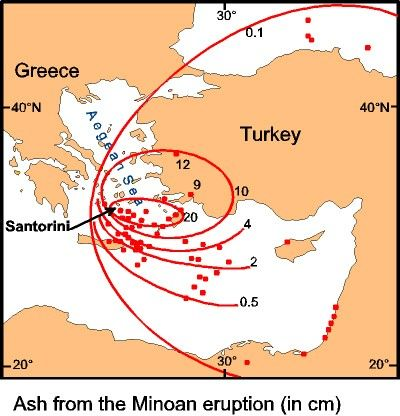 30°
0.1
Greece
40°N
40°N
Aegean Sea
Turkey
12
9
10
20
Santorini
4
2
0.5
20°
30°
20°
Ash from the Minoan eruption (in cm)